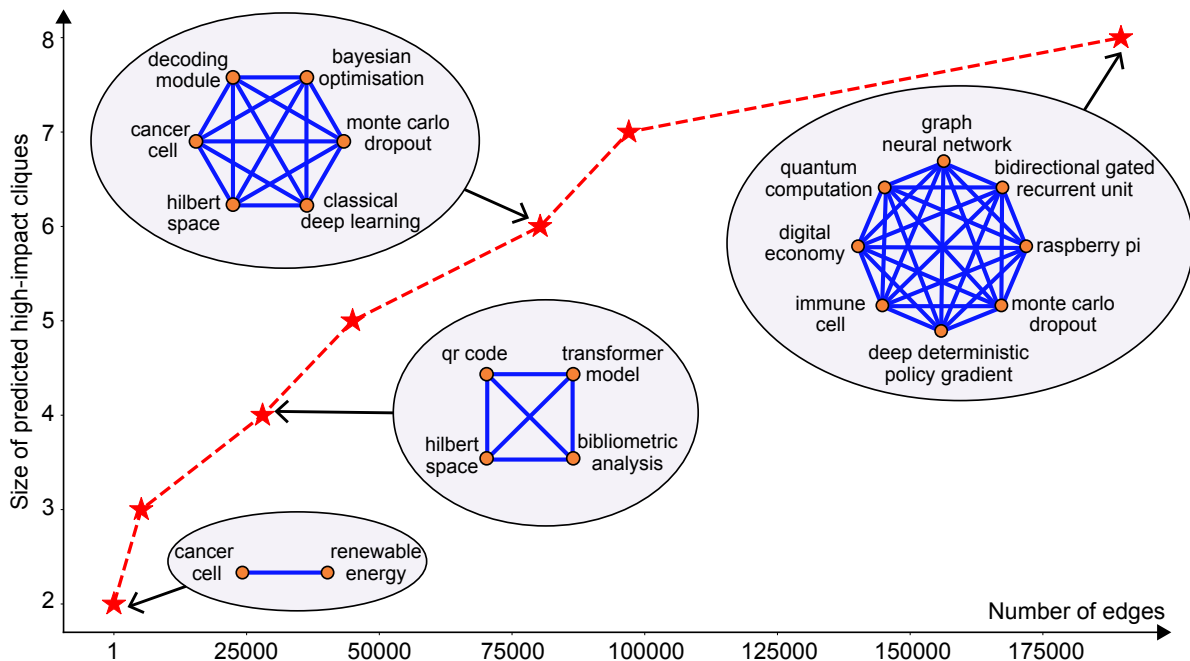 Size of predicted high-impact cliques
8
7
6
5
4
3
2
decoding
module
bayesian
optimisation
cancer
cell
monte carlo
dropout
hilbert
space
classical
deep learning
graph
neural network
quantum
computation
bidirectional gated
recurrent unit
digital
economy
raspberry pi
immune
cell
monte carlo
dropout
deep deterministic
policy gradient
qr code
transformer
model
hilbert
space
bibliometric
analysis
cancer
cell
renewable
energy
Number of edges
1
25000
50000
75000
100000
125000
150000
175000